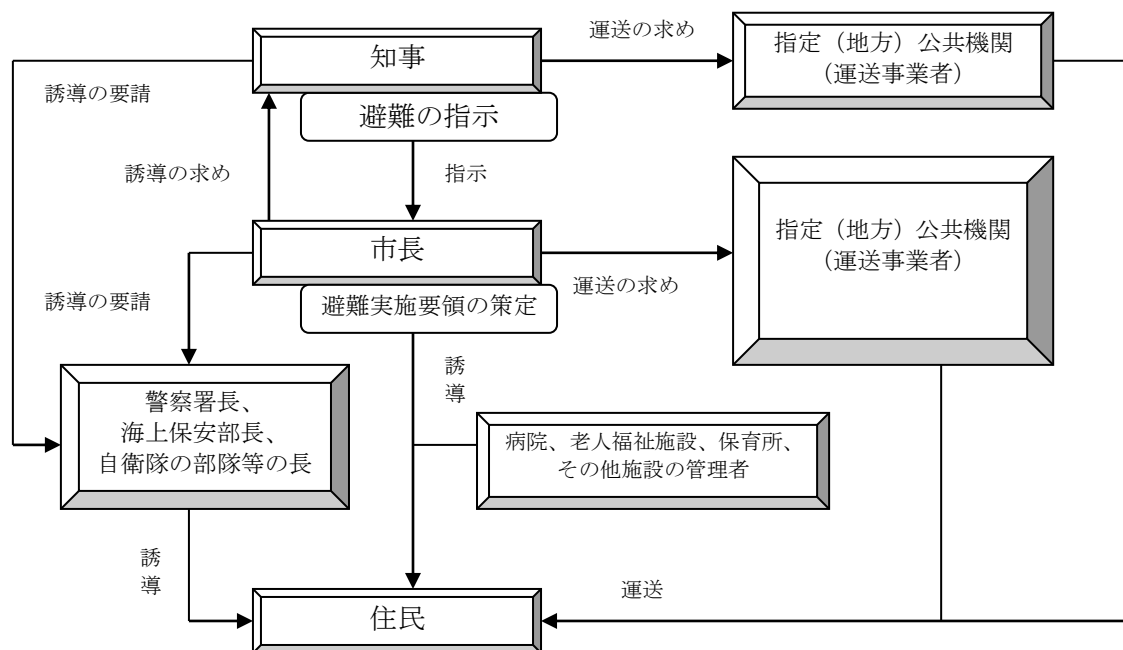 運送の求め
知事
指定（地方）公共機関
（運送事業者）
誘導の要請
避難の指示
誘導の求め
指示
市長
指定（地方）公共機関
（運送事業者）
運送の求め
誘導の要請
避難実施要領の策定
誘導
警察署長、
海上保安部長、
自衛隊の部隊等の長
病院、老人福祉施設、保育所、
その他施設の管理者
誘導
運送
住民